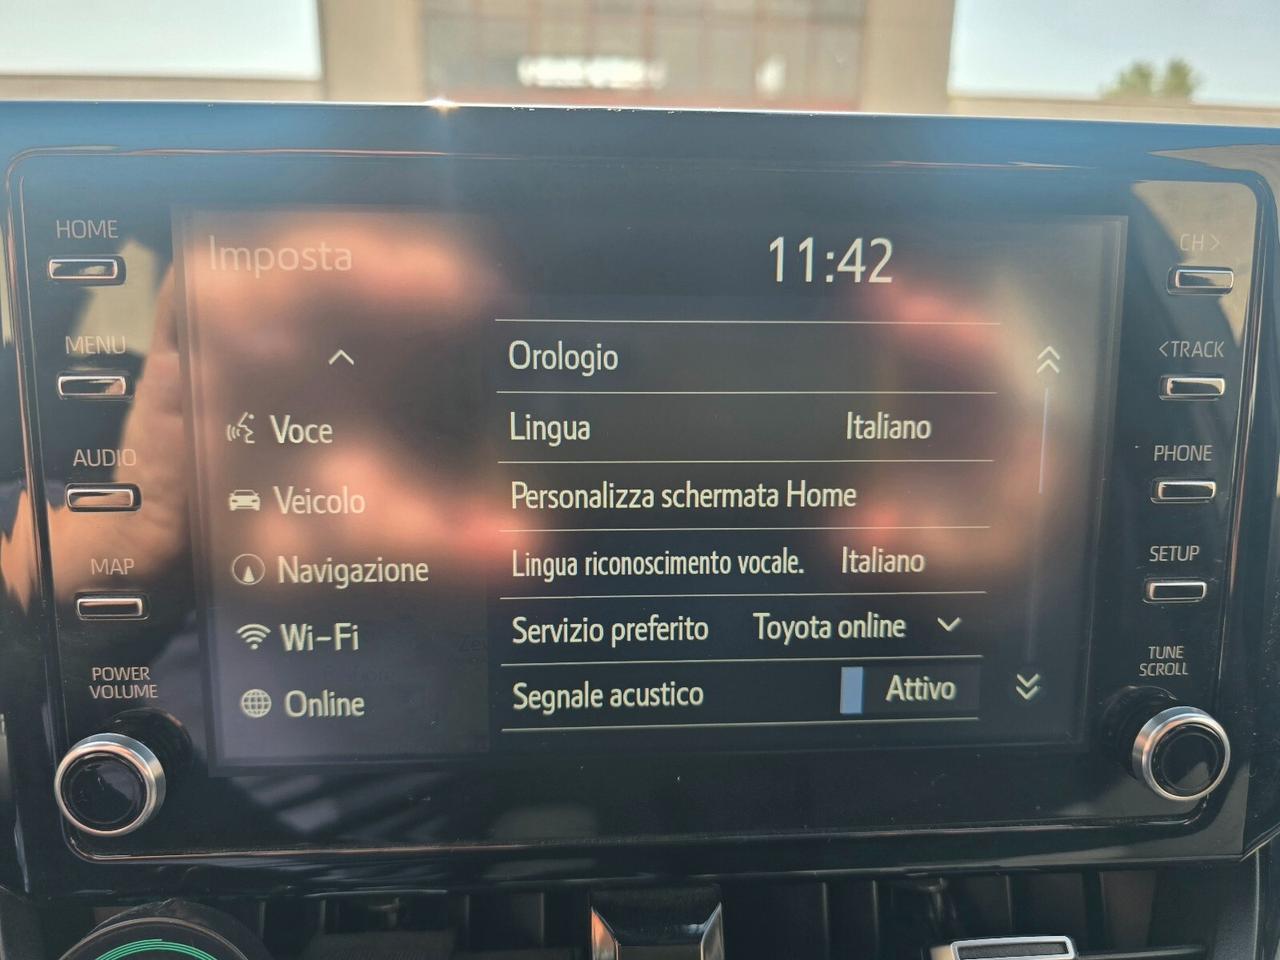 HOME
MENU
AUDIO
MAP
POWER
VOLUME
Imposta
11:42
Voce
Veicolo
Navigazione
Wi-Fi
Online
Orologio
Lingua Italiano
Personalizza schermata Home
Lingua riconoscimento vocale. Italiano
Servizio preferito Toyota online
Segnale acustico Attivo
CH >
<TRACK
PHONE
SETUP
TUNE
SCROLL